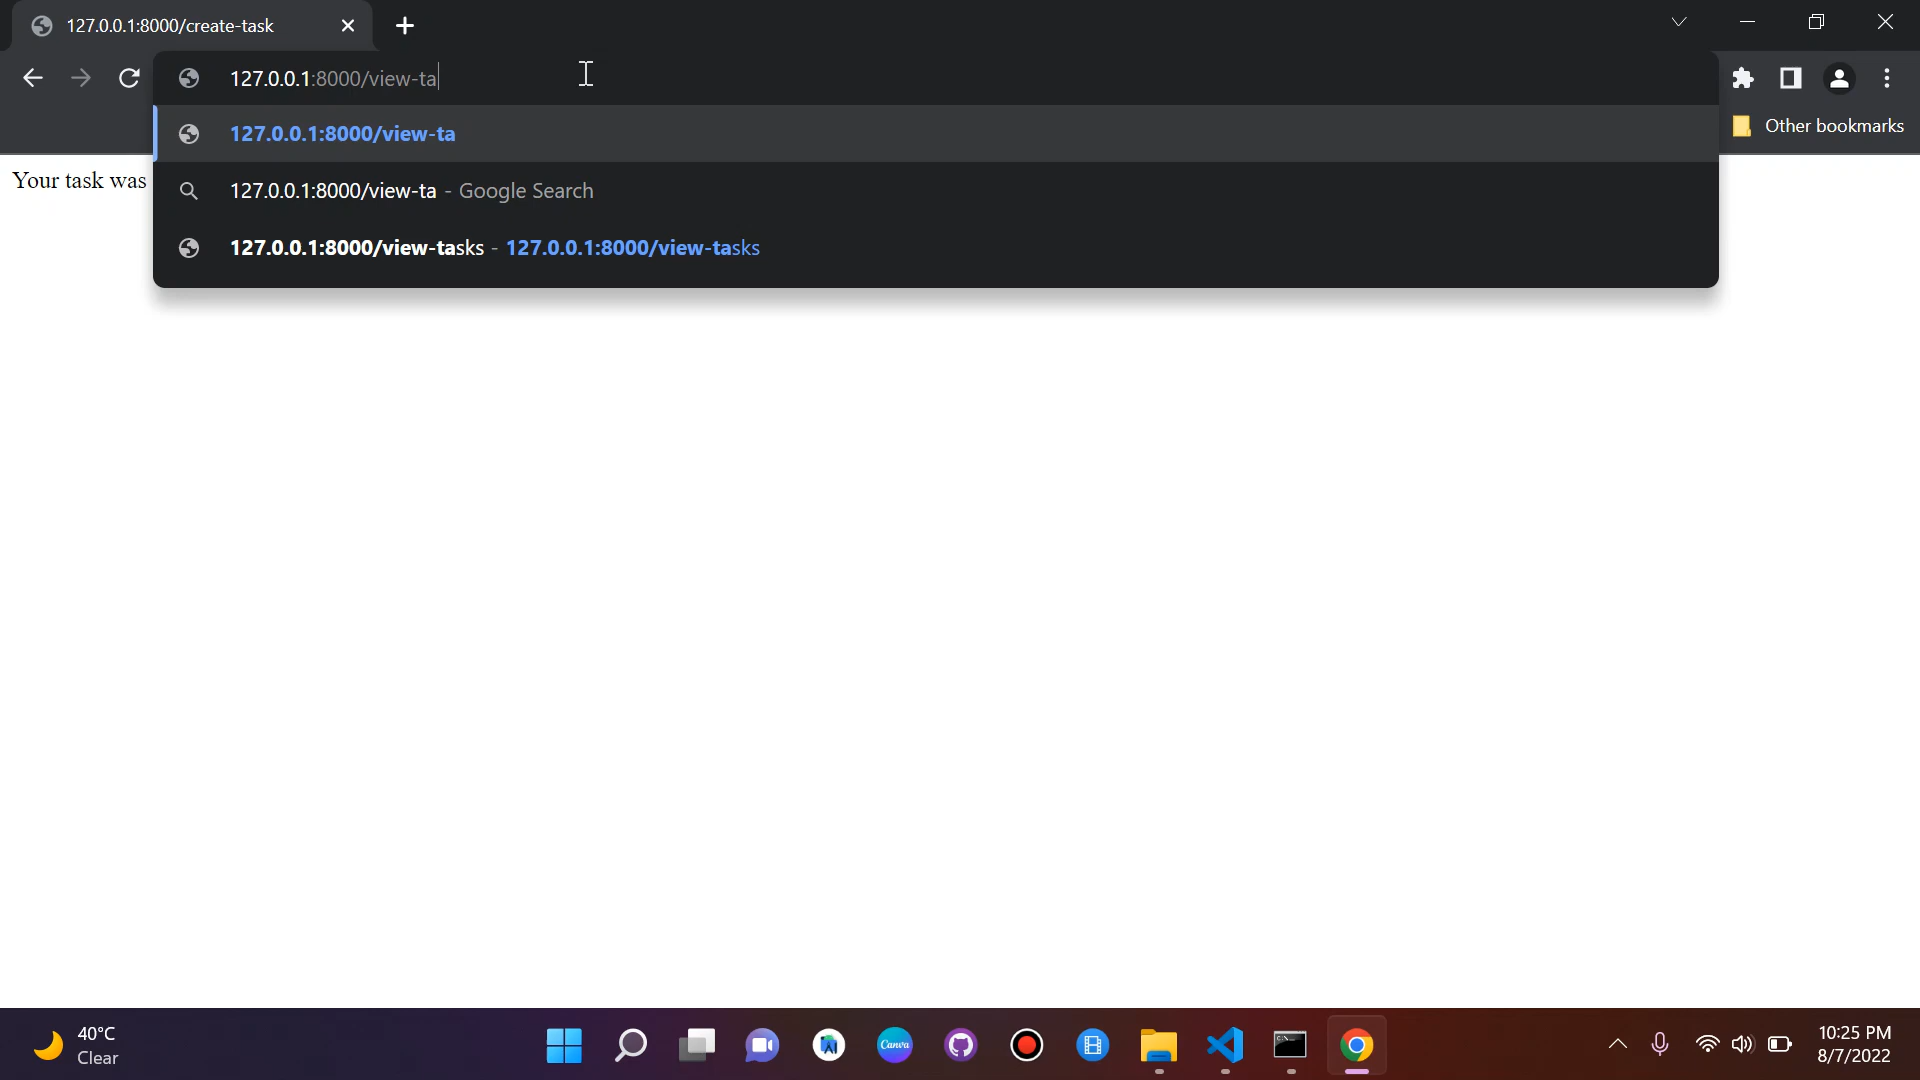 127.0.0.1:8000/create-task
127.0.0.1:8000/view-ta
Other bookmarks
127.0.0.1:8000/view-ta
Your task was
127.0.0.1:8000/view-ta - Google Search
127.0.0.1:8000/view-tasks - 127.0.0.1:8000/view-tasks
40°C
Clear
Canva
10:25 PM
8/7/2022